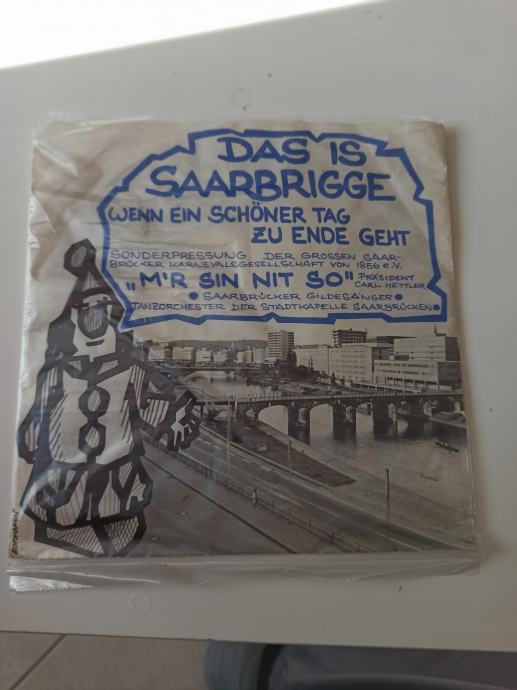 DAS IS
SAARBRIGGE
WENN EIN SCHÖNER TAG
ZU ENDE GEHT
SONDERPRESSUNG DER GROSSEN SAAR-
BRÜCKER KARNEVALSGESELLSCHAFT VON 1856 e.V.
„M'R SIN NIT SO" PRÄSIDENT CARL HETTLER
• SAARBRÜCKER GILDESÄNGER •
TANZORCHESTER DER STADTKAPELLE SAARBRÜCKEN •